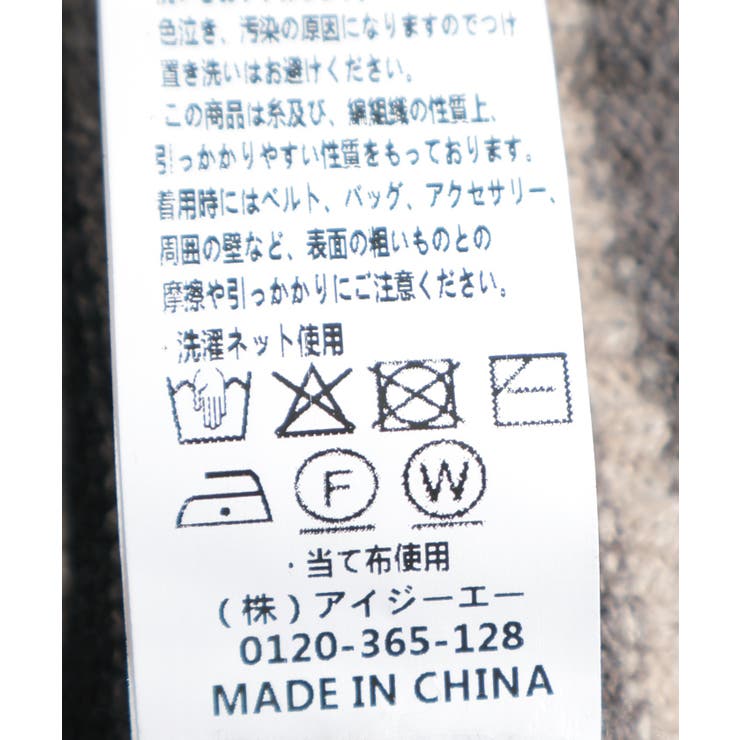 色泣き、汚染の原因になりますのでつけ
置き洗いはお避けください。
・この商品は糸及び、編組織の性質上、
引っかかりやすい性質をもっております。
着用時にはベルト、バッグ、アクセサリー、
周囲の壁など、表面の粗いものとの
摩擦や引っかかりにご注意ください。
・洗濯ネット使用
F W
・当て布使用
(株)アイジーエー
0120-365-128
MADE IN CHINA